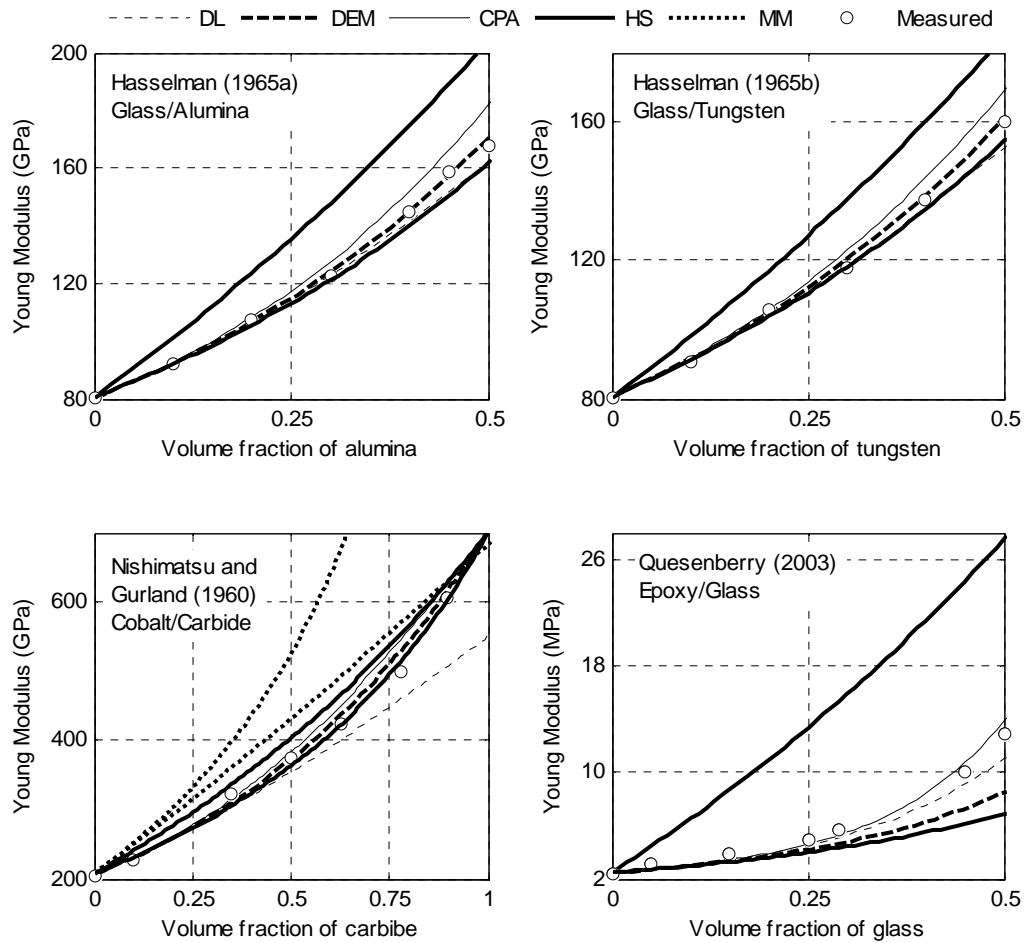 DL DEM CPA HS MM Measured
200
160
120
80
Young Modulus (GPa)
Hasselman (1965a)
Glass/Alumina
0 0.25 0.5
Volume fraction of alumina
160
120
80
Young Modulus (GPa)
Hasselman (1965b)
Glass/Tungsten
0 0.25 0.5
Volume fraction of tungsten
600
400
200
Young Modulus (GPa)
Nishimatsu and
Gurland (1960)
Cobalt/Carbide
0 0.25 0.5 0.75 1
Volume fraction of carbibe
26
18
10
2
Young Modulus (MPa)
Quesenberry (2003)
Epoxy/Glass
0 0.25 0.5
Volume fraction of glass